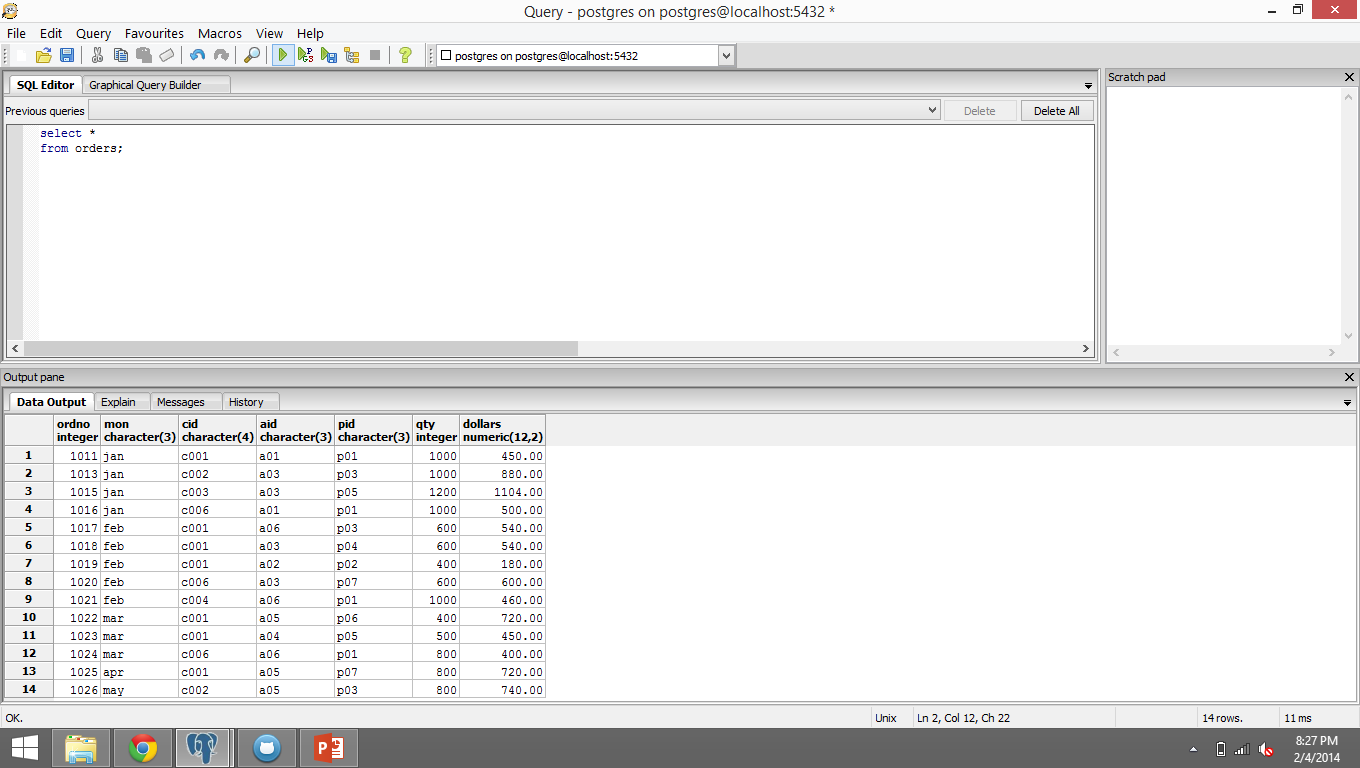 Query - postgres on postgres@localhost:5432 *
File Edit Query Favourites Macros View Help
postgres on postgres@localhost:5432
SQL Editor Graphical Query Builder
Scratch pad
Previous queries Delete Delete All
select *
from orders;
Output pane
Data Output Explain Messages History
ordno mon cid aid pid qty dollars
integer character(3) character(4) character(3) character(3) integer numeric(12,2)
1 1011 jan c001 a01 p01 1000 450.00
2 1013 jan c002 a03 p03 1000 880.00
3 1015 jan c003 a03 p05 1200 1104.00
4 1016 jan c006 a01 p01 1000 500.00
5 1017 feb c001 a06 p03 600 540.00
6 1018 feb c001 a03 p04 600 540.00
7 1019 feb c001 a02 p02 400 180.00
8 1020 feb c006 a03 p07 600 600.00
9 1021 feb c004 a06 p01 1000 460.00
10 1022 mar c001 a05 p06 400 720.00
11 1023 mar c001 a04 p05 500 450.00
12 1024 mar c006 a06 p01 800 400.00
13 1025 apr c001 a05 p07 800 720.00
14 1026 may c002 a05 p03 800 740.00
OK. Unix Ln 2, Col 12, Ch 22 14 rows. 11 ms
8:27 PM
2/4/2014